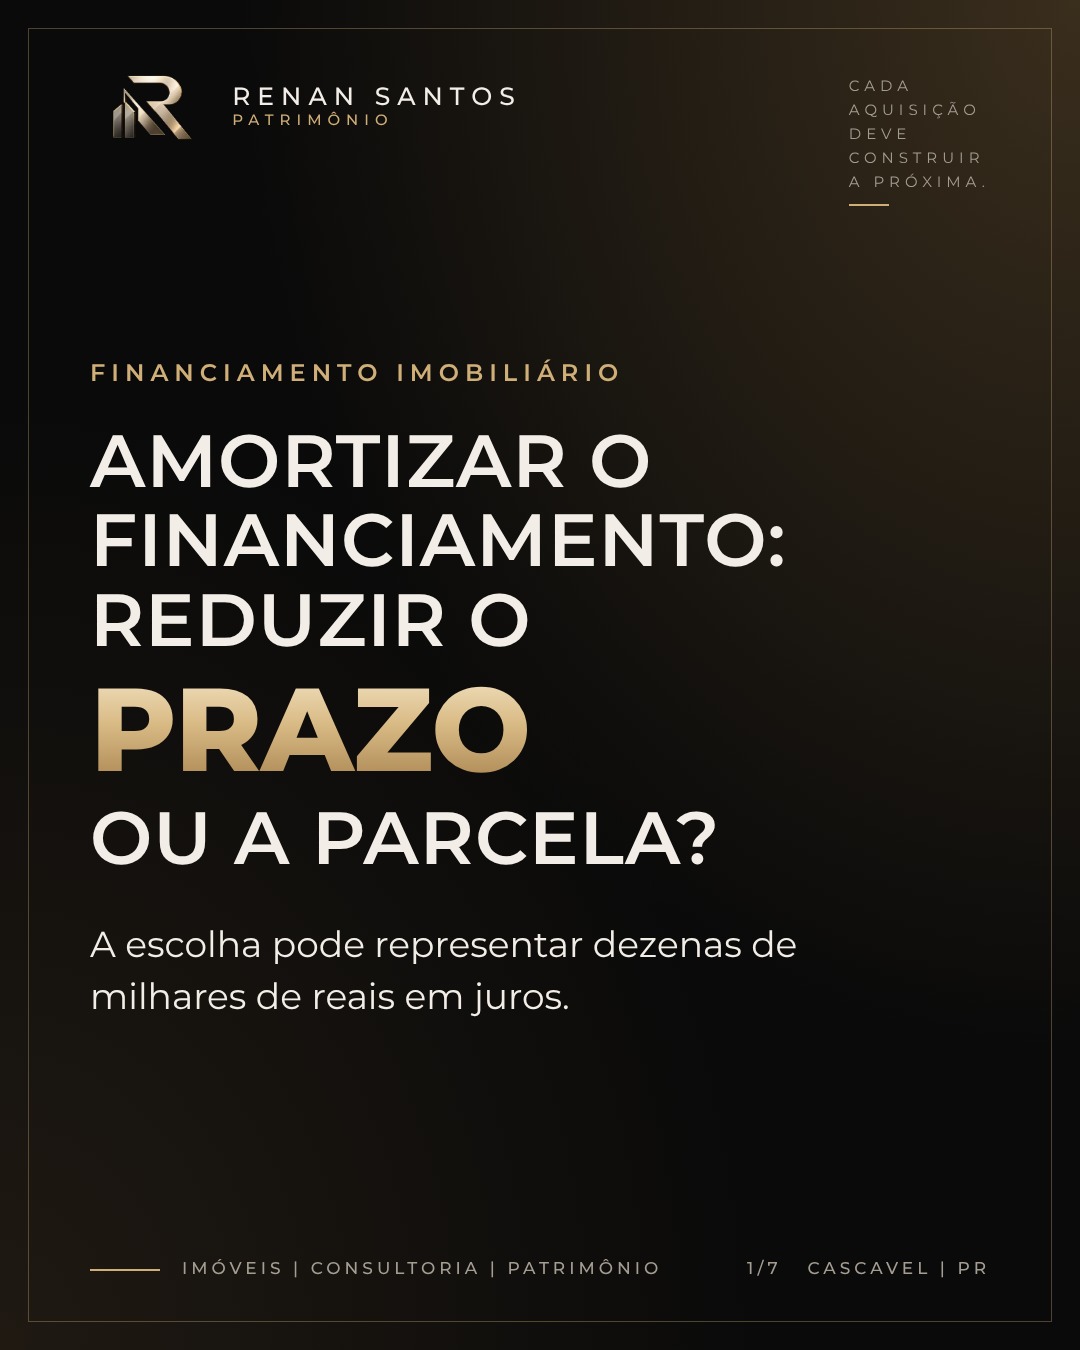 RENAN SANTOS
PATRIMÔNIO
CADA
AQUISIÇÃO
DEVE
CONSTRUIR
A PRÓXIMA.
FINANCIAMENTO IMOBILIÁRIO
AMORTIZAR O
FINANCIAMENTO:
REDUZIR O
PRAZO
OU A PARCELA?
A escolha pode representar dezenas de
milhares de reais em juros.
IMÓVEIS | CONSULTORIA | PATRIMÔNIO
1/7 CASCAVEL | PR